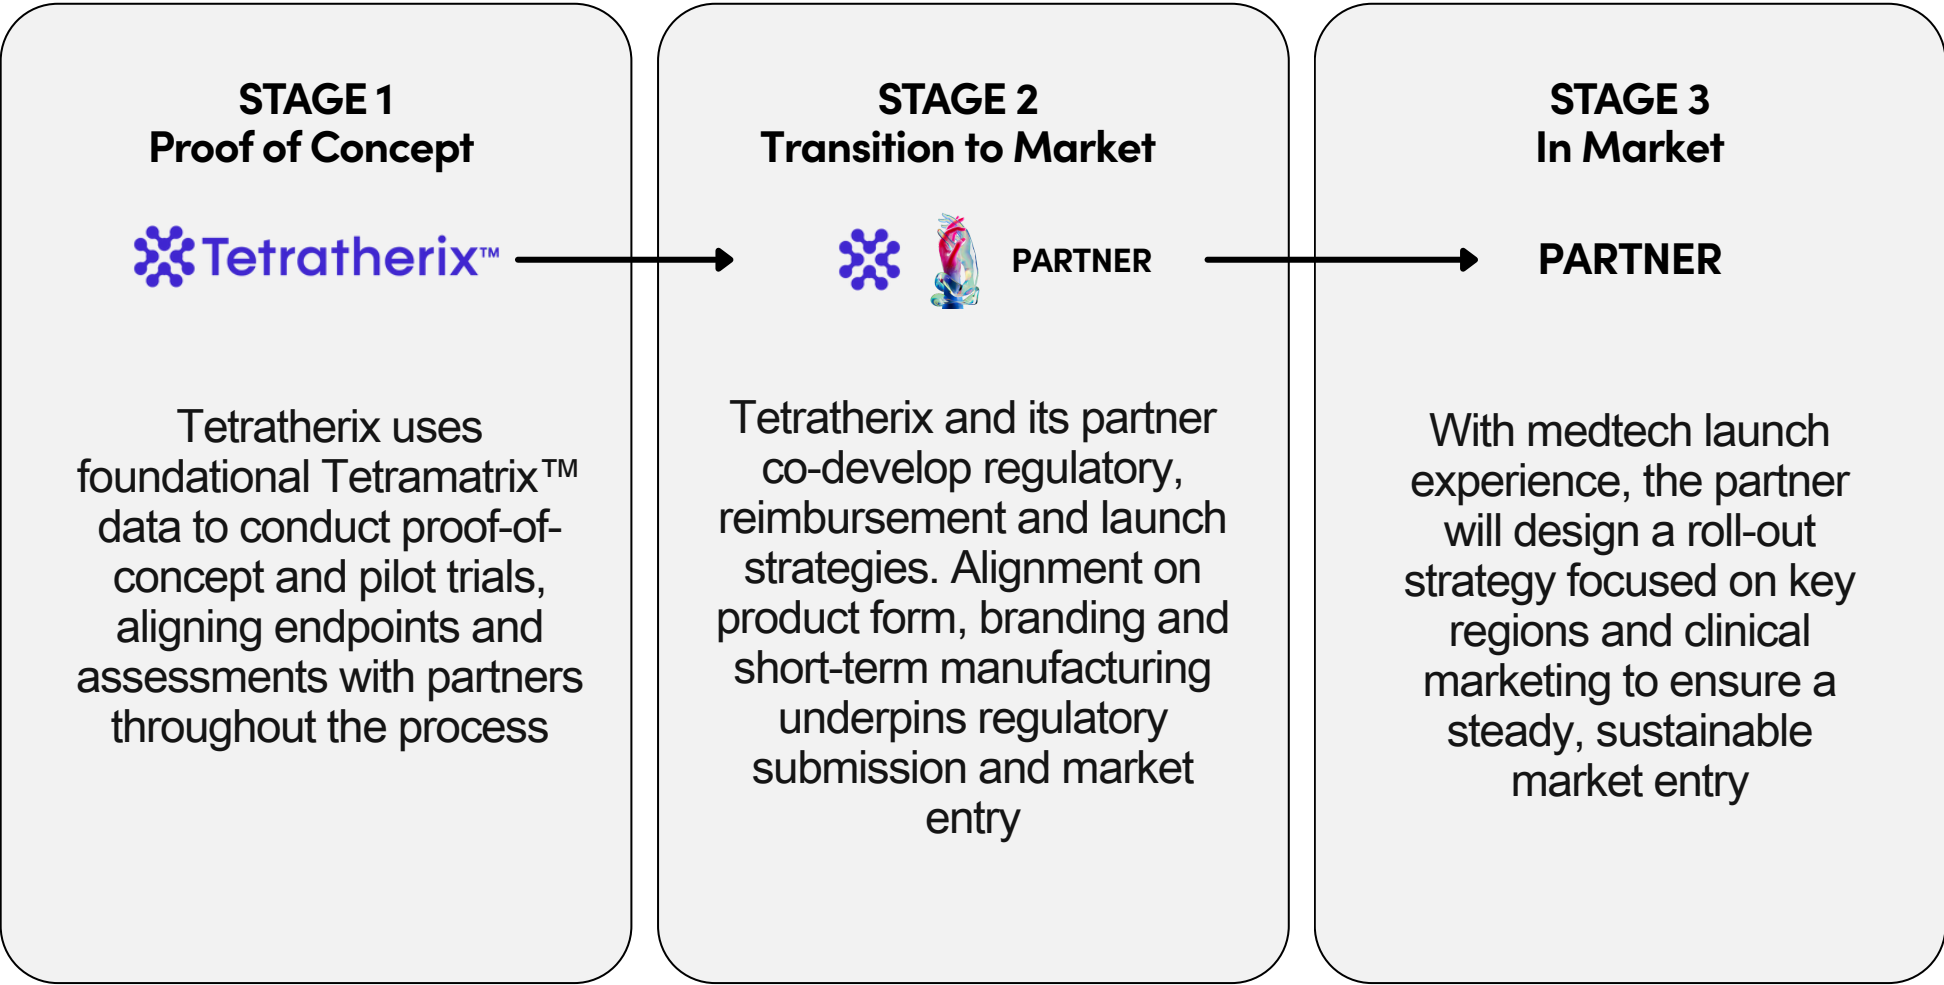 STAGE 1
Proof of Concept
Tetratherix™
Tetratherix uses
foundational Tetramatrix™
data to conduct proof-of-
concept and pilot trials,
aligning endpoints and
assessments with partners
throughout the process
STAGE 2
Transition to Market
PARTNER
Tetratherix and its partner
co-develop regulatory,
reimbursement and launch
strategies. Alignment on
product form, branding and
short-term manufacturing
underpins regulatory
submission and market
entry
STAGE 3
In Market
PARTNER
With medtech launch
experience, the partner
will design a roll-out
strategy focused on key
regions and clinical
marketing to ensure a
steady, sustainable
market entry